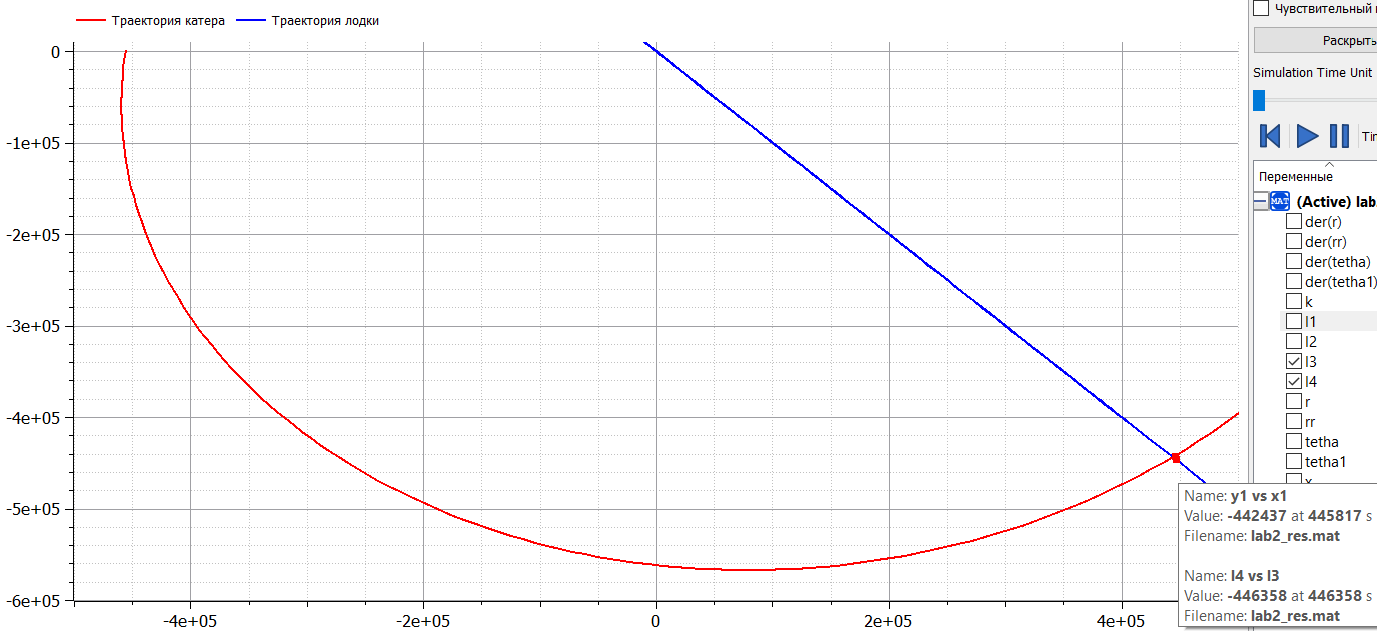 Траектория катера Траектория лодки
0
-1e+05
-2e+05
-3e+05
-4e+05
-5e+05
-6e+05
-4e+05 -2e+05 0 2e+05 4e+05
Name: y1 vs x1
Value: -442437 at 445817 s
Filename: lab2_res.mat
Name: l4 vs l3
Value: -446358 at 446358 s
Filename: lab2_res.mat
Чувствительный
Раскрыть
Simulation Time Unit
Переменные
MAT (Active) lab
der(r)
der(rr)
der(tetha)
der(tetha1)
k
l1
l2
l3
l4
r
rr
tetha
tetha1